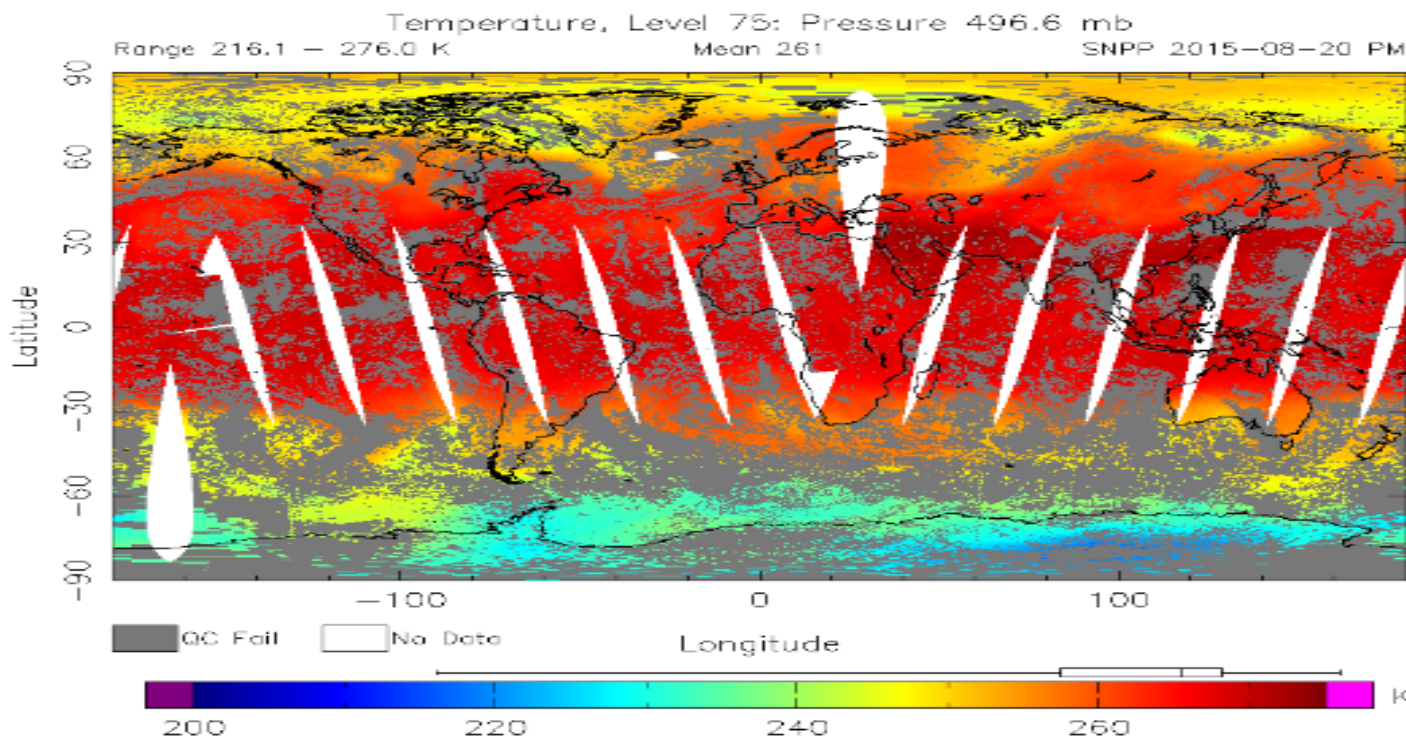 Temperature, Level 75: Pressure 496.6 mb
Range 216.1 - 276.0 K Mean 261 SNPP 2015-08-20 PM
90
60
30
0
-30
-60
-90
Latitude
-100 0 100
QC Fail No Data Longitude
K
200 220 240 260